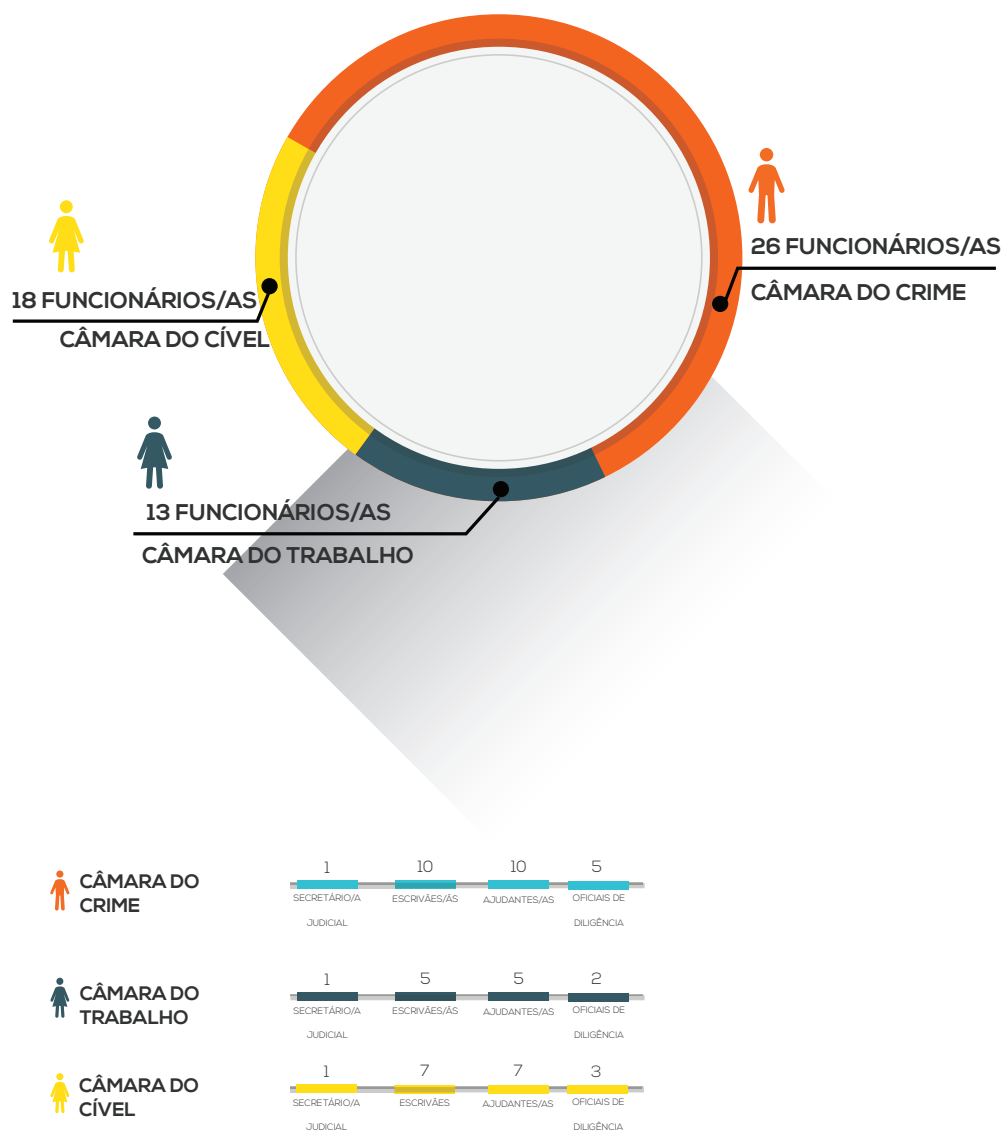 26 FUNCIONÁRIOS/AS
CÂMARA DO CRIME
18 FUNCIONÁRIOS/AS
CÂMARA DO CÍVEL
13 FUNCIONÁRIOS/AS
CÂMARA DO TRABALHO
CÂMARA DO
CRIME
1 10 10 5
SECRETÁRIO/A ESCRIVÃES/ÃS AJUDANTES/AS OFICIAIS DE
JUDICIAL DILIGÊNCIA
CÂMARA DO
TRABALHO
1 5 5 2
SECRETÁRIO/A ESCRIVÃES/ÃS AJUDANTES/AS OFICIAIS DE
JUDICIAL DILIGÊNCIA
CÂMARA DO
CÍVEL
1 7 7 3
SECRETÁRIO/A ESCRIVÃES AJUDANTES/AS OFICIAIS DE
JUDICIAL DILIGÊNCIA